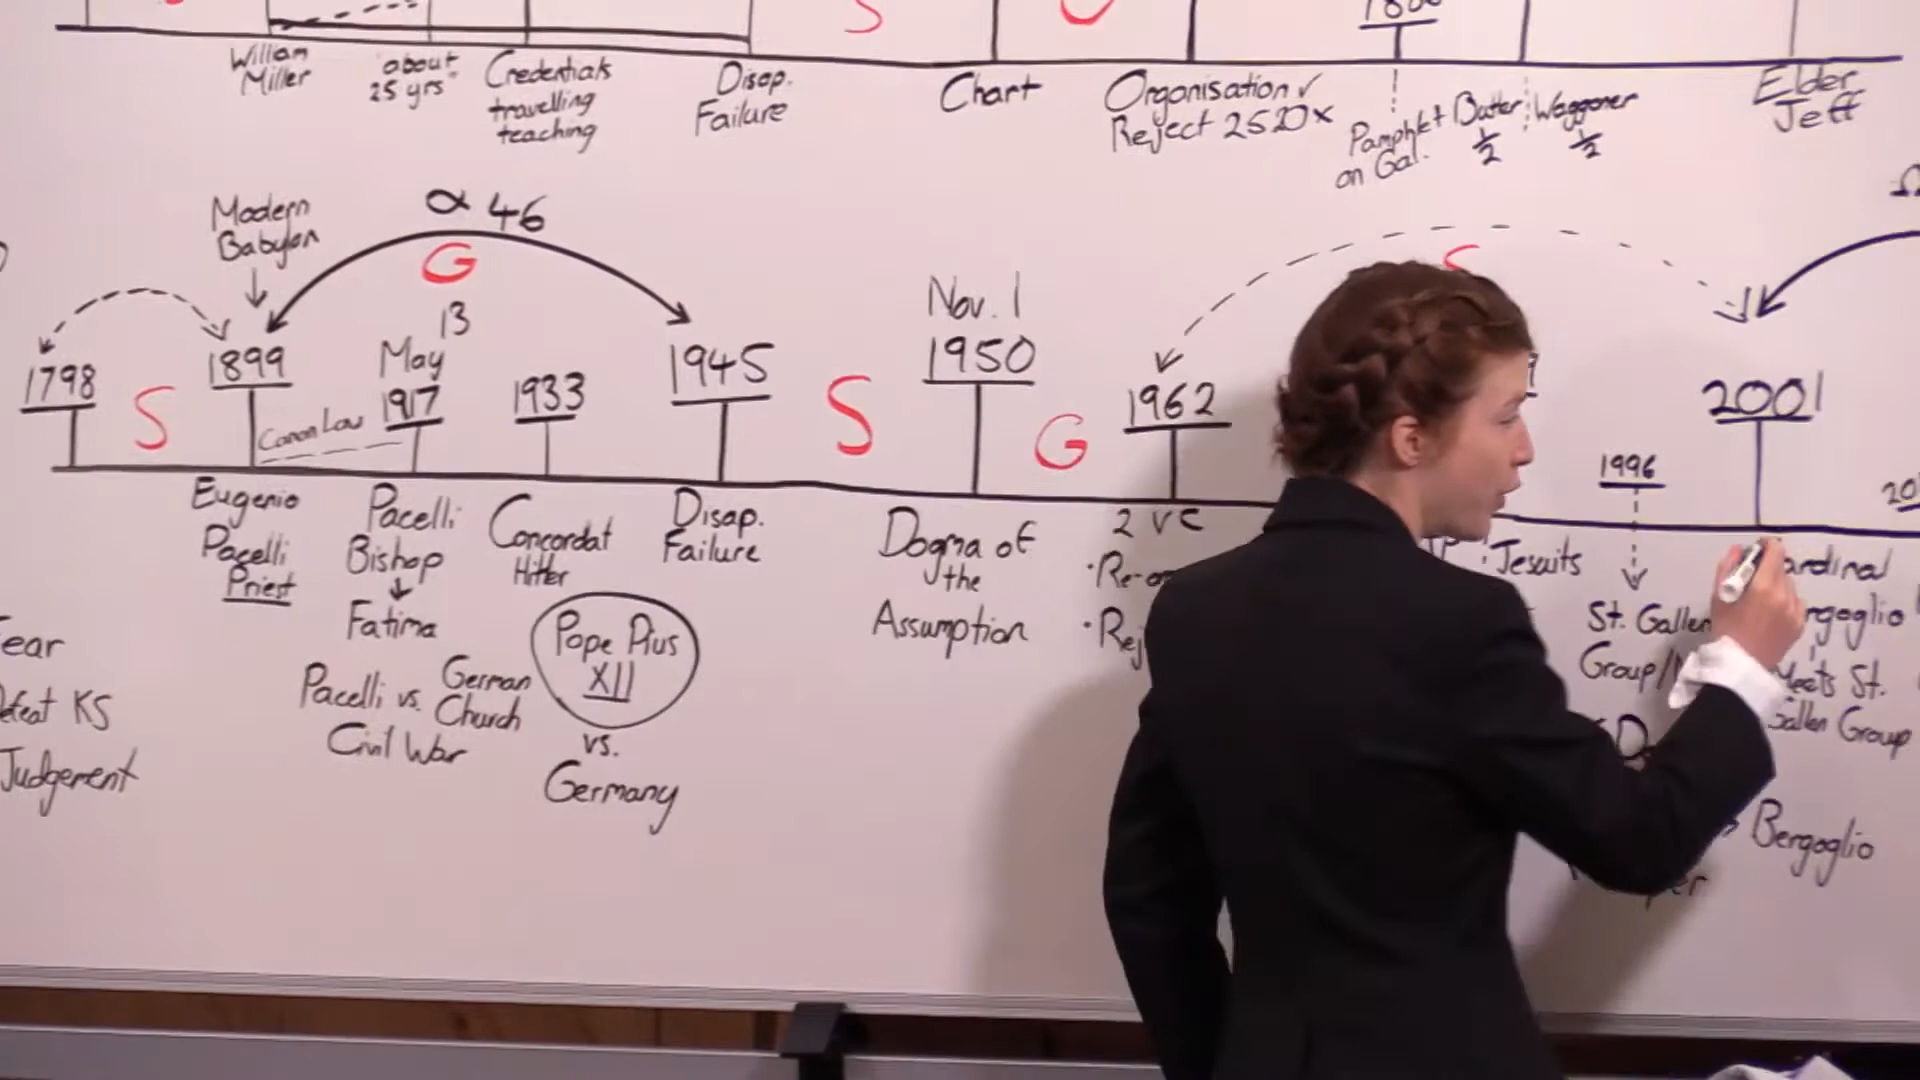 William
Miller
about
25 yrs"
Credentials
travelling
teaching
Disap.
Failure
Chart
Organisation ✓
Reject 2520 x
Pamphlet
on Gal.
Butler
1/2
Waggoner
1/2
Elder
Jeff
S
Modern
Babylon
α 46
G
1798
S
1899
Canon Law
May 13
1917
1933
1945
S
Nov. 1
1950
G
1962
1996
2001
Eugenio
Pacelli
Priest
Pacelli
Bishop
Fatima
Pacelli vs. German
Church
Civil War
Concordat
Hitler
Pope Pius
XII
vs.
Germany
Disap.
Failure
Dogma of
the
Assumption
2 VC
Jesuits
St. Gallen
Group/
Meets St.
Gallen Group
Bergoglio
KS
Judgement
Ω